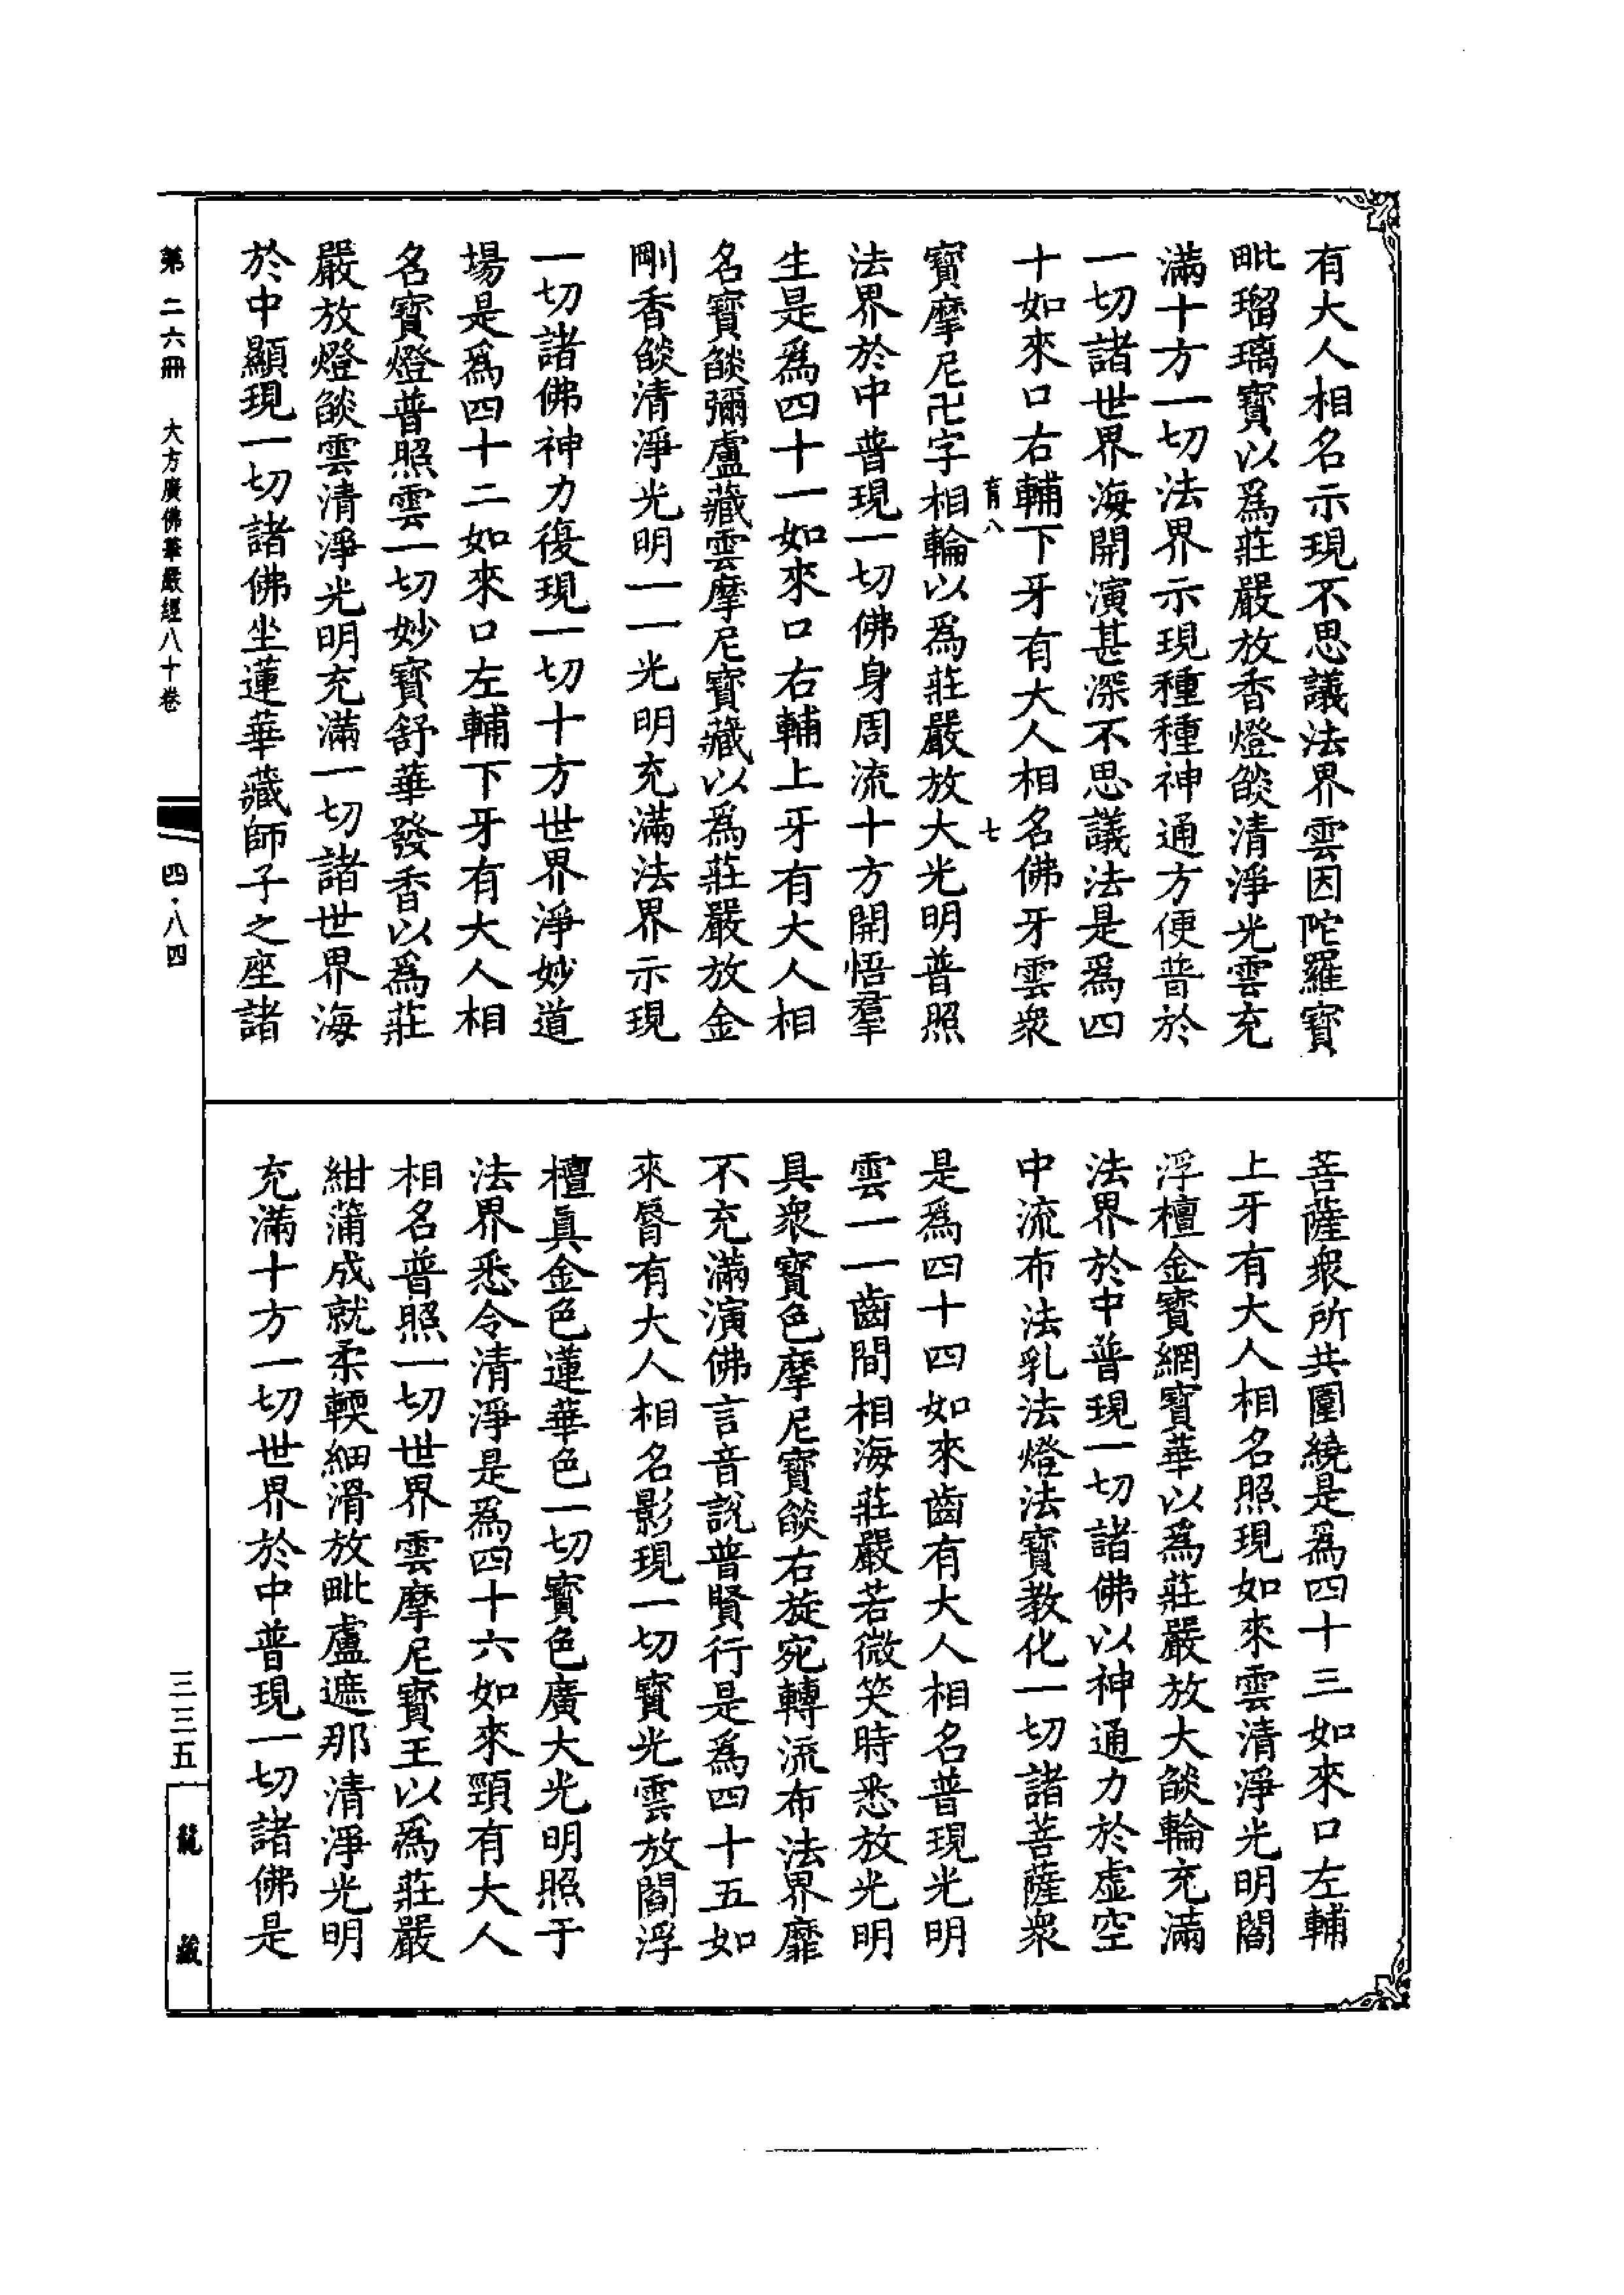 有大人相名示現不思議法界雲因陀羅寶
毗瑠璃寶以爲莊嚴放香燈𦦨清淨光雲充
滿十方一切法界示現種種神通方便普於
一切諸世界海開演甚深不思議法是爲四
十如來口右輔下牙有大人相名佛牙雲衆
育八 七
寶摩尼卍字相輪以爲莊嚴放大光明普照
法界於中普現一切佛身周流十方開悟羣
生是爲四十一如來口右輔上牙有大人相
名寶𦦨彌盧藏雲摩尼寶藏以爲莊嚴放金
剛香𦦨清淨光明一一光明充滿法界示現
一切諸佛神力復現一切十方世界淨妙道
場是爲四十二如來口左輔下牙有大人相
名寶燈普照雲一切妙寶舒華發香以爲莊
嚴放燈𦦨雲清淨光明充滿一切諸世界海
於中顯現一切諸佛坐蓮華藏師子之座諸
菩薩衆所共圍繞是爲四十三如來口左輔
上牙有大人相名照現如來雲清淨光明閻
浮檀金寶網寶華以爲莊嚴放大𦦨輪充滿
法界於中普現一切諸佛以神通力於虛空
中流布法乳法燈法寶教化一切諸菩薩衆
是爲四十四如來齒有大人相名普現光明
雲一一齒間相海莊嚴若微笑時悉放光明
具衆寶色摩尼寶𦦨右旋宛轉流布法界靡
不充滿演佛言音說普賢行是爲四十五如
來脣有大人相名影現一切寶光雲放閻浮
檀眞金色蓮華色一切寶色廣大光明照于
法界悉令清淨是爲四十六如來頸有大人
相名普照一切世界雲摩尼寶王以爲莊嚴
紺蒲成就柔輭細滑放毗盧遮那清淨光明
充滿十方一切世界於中普現一切諸佛是
第二六冊 大方廣佛華嚴經八十卷 四·八四
三三五 龍藏